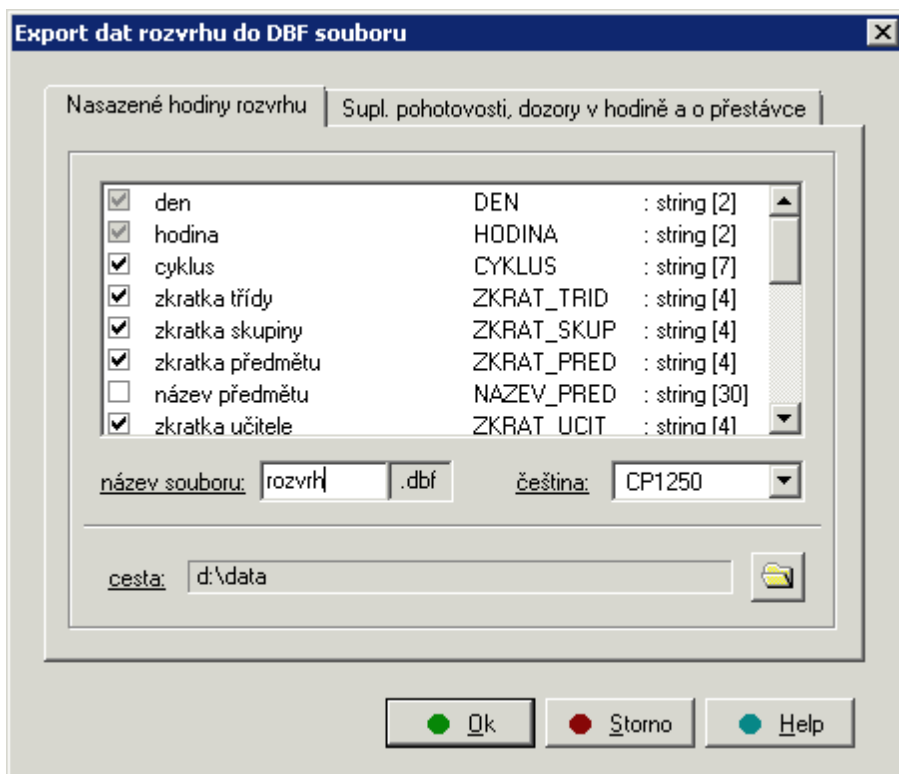 Export dat rozvrhu do DBF souboru
Nasazené hodiny rozvrhu Supl. pohotovosti, dozory v hodině a o přestávce
den DEN : string [2]
hodina HODINA : string [2]
cyklus CYKLUS : string [7]
zkratka třídy ZKRAT_TRID : string [4]
zkratka skupiny ZKRAT_SKUP : string [4]
zkratka předmětu ZKRAT_PRED : string [4]
název předmětu NAZEV_PRED : string [30]
zkratka učitele ZKRAT_UCIT : string [4]
název souboru: rozvrh .dbf čeština: CP1250
cesta: d:\data
Ok Storno Help